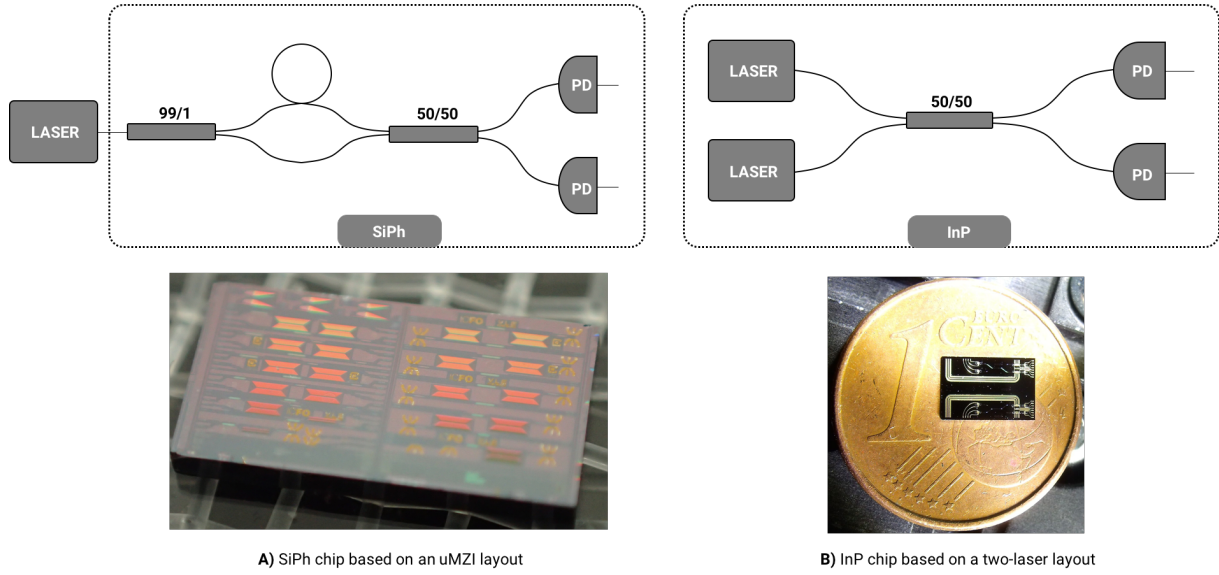 LASER
99/1
50/50
PD
PD
SiPh
LASER
LASER
50/50
PD
PD
InP
1
EURO
CENT
A) SiPh chip based on an uMZI layout
B) InP chip based on a two-laser layout